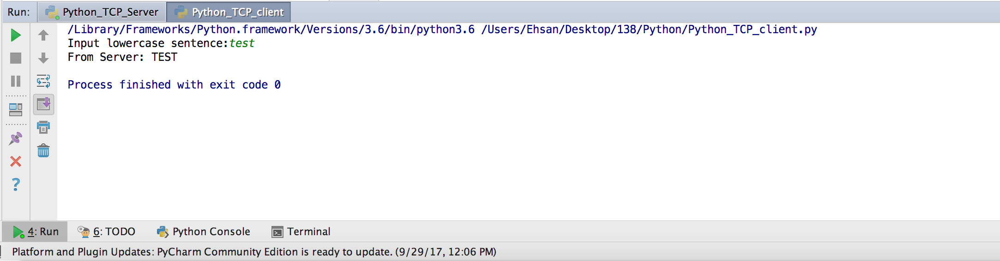 Run: Python_TCP_Server Python_TCP_client
/Library/Frameworks/Python.framework/Versions/3.6/bin/python3.6 /Users/Ehsan/Desktop/138/Python/Python_TCP_client.py
Input lowercase sentence:test
From Server: TEST
Process finished with exit code 0
4: Run 6: TODO Python Console Terminal
Platform and Plugin Updates: PyCharm Community Edition is ready to update. (9/29/17, 12:06 PM)